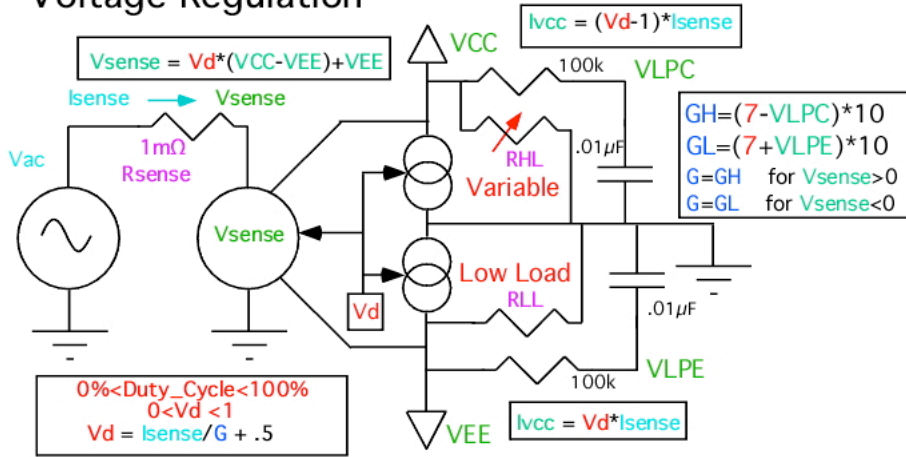 Voltage Regulation
Ivcc = (Vd-1)*Isense
VCC
Vsense = Vd*(VCC-VEE)+VEE
100k
VLPC
Isense
Vsense
GH=(7-VLPC)*10
GL=(7+VLPE)*10
G=GH for Vsense>0
G=GL for Vsense<0
1mΩ
Rsense
Vac
RHL
.01µF
Variable
Vsense
Low Load
RLL
Vd
.01µF
100k
VLPE
0%<Duty_Cycle<100%
0<Vd <1
Vd = Isense/G + .5
VEE
Ivcc = Vd*Isense